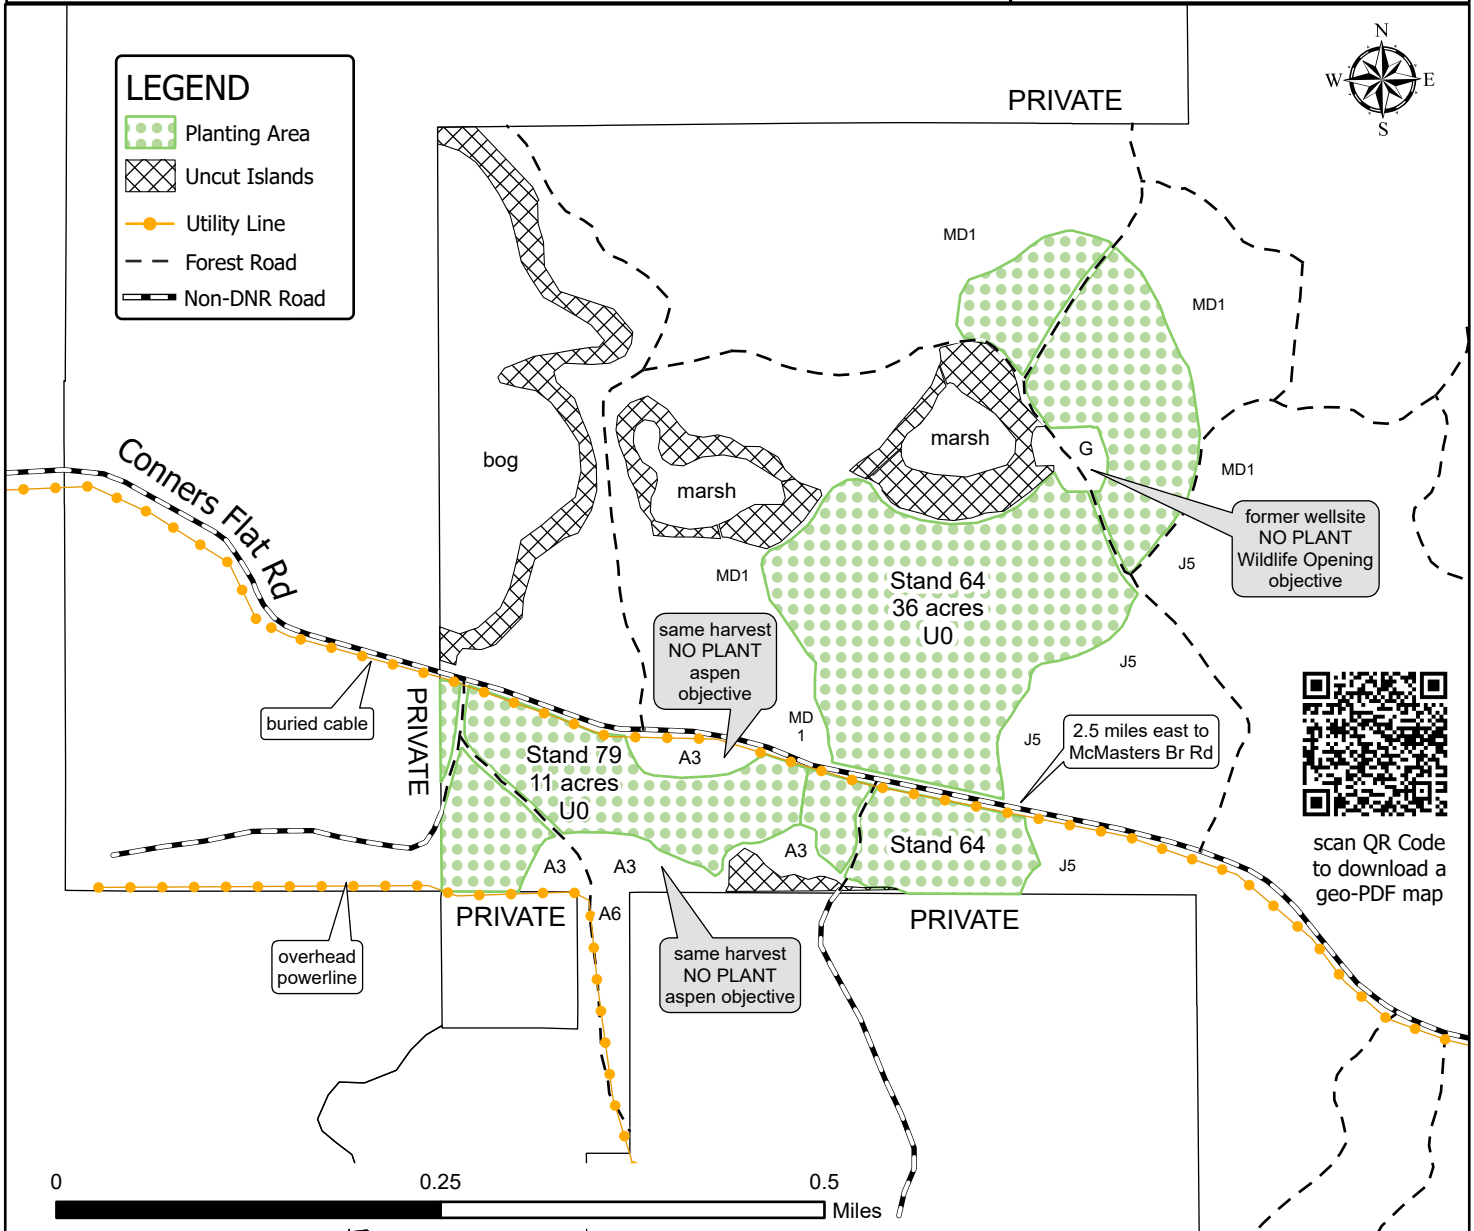 N
W E
S
PRIVATE
LEGEND
Planting Area
Uncut Islands
Utility Line
Forest Road
Non-DNR Road
MD1
MD1
bog
marsh
marsh
G
MD1
Conners Flat Rd
former wellsite
NO PLANT
Wildlife Opening
objective
MD1
J5
Stand 64
36 acres
U0
same harvest
NO PLANT
aspen
objective
J5
PRIVATE
buried cable
MD
1
J5
2.5 miles east to
McMasters Br Rd
Stand 79
11 acres
U0
A3
Stand 64
scan QR Code
to download a
geo-PDF map
A3
A3
A3
J5
PRIVATE
A6
PRIVATE
overhead
powerline
same harvest
NO PLANT
aspen objective
0 0.25 0.5
Miles